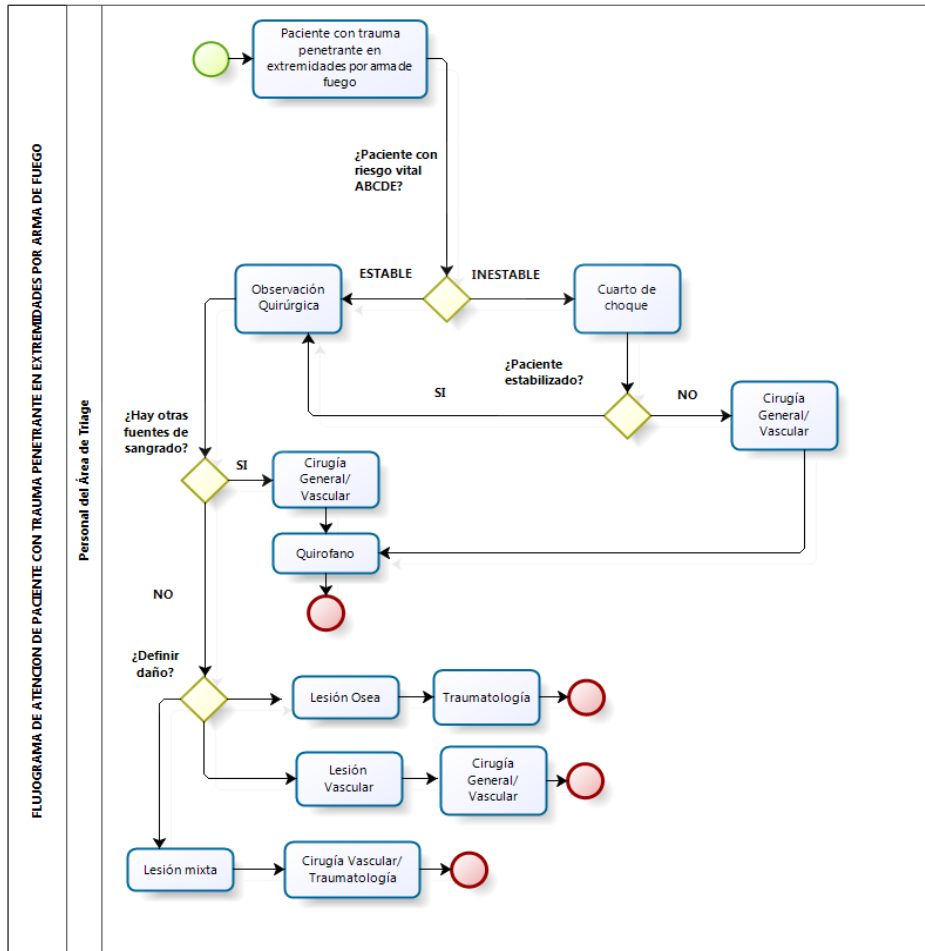 FLUJOGRAMA DE ATENCION DE PACIENTE CON TRAUMA PENETRANTE EN EXTREMIDADES POR ARMA DE FUEGO
Personal del Área de Triage
Paciente con trauma
penetrante en
extremidades por arma de
fuego
¿Paciente con
riesgo vital
ABCDE?
ESTABLE
INESTABLE
Observación
Quirúrgica
Cuarto de
choque
¿Paciente
estabilizado?
SI
NO
Cirugía
General/
Vascular
¿Hay otras
fuentes de
sangrado?
SI
Cirugía
General/
Vascular
Quirofano
NO
¿Definir
daño?
Lesión Osea
Traumatología
Lesión
Vascular
Cirugía
General/
Vascular
Lesión mixta
Cirugía Vascular/
Traumatología